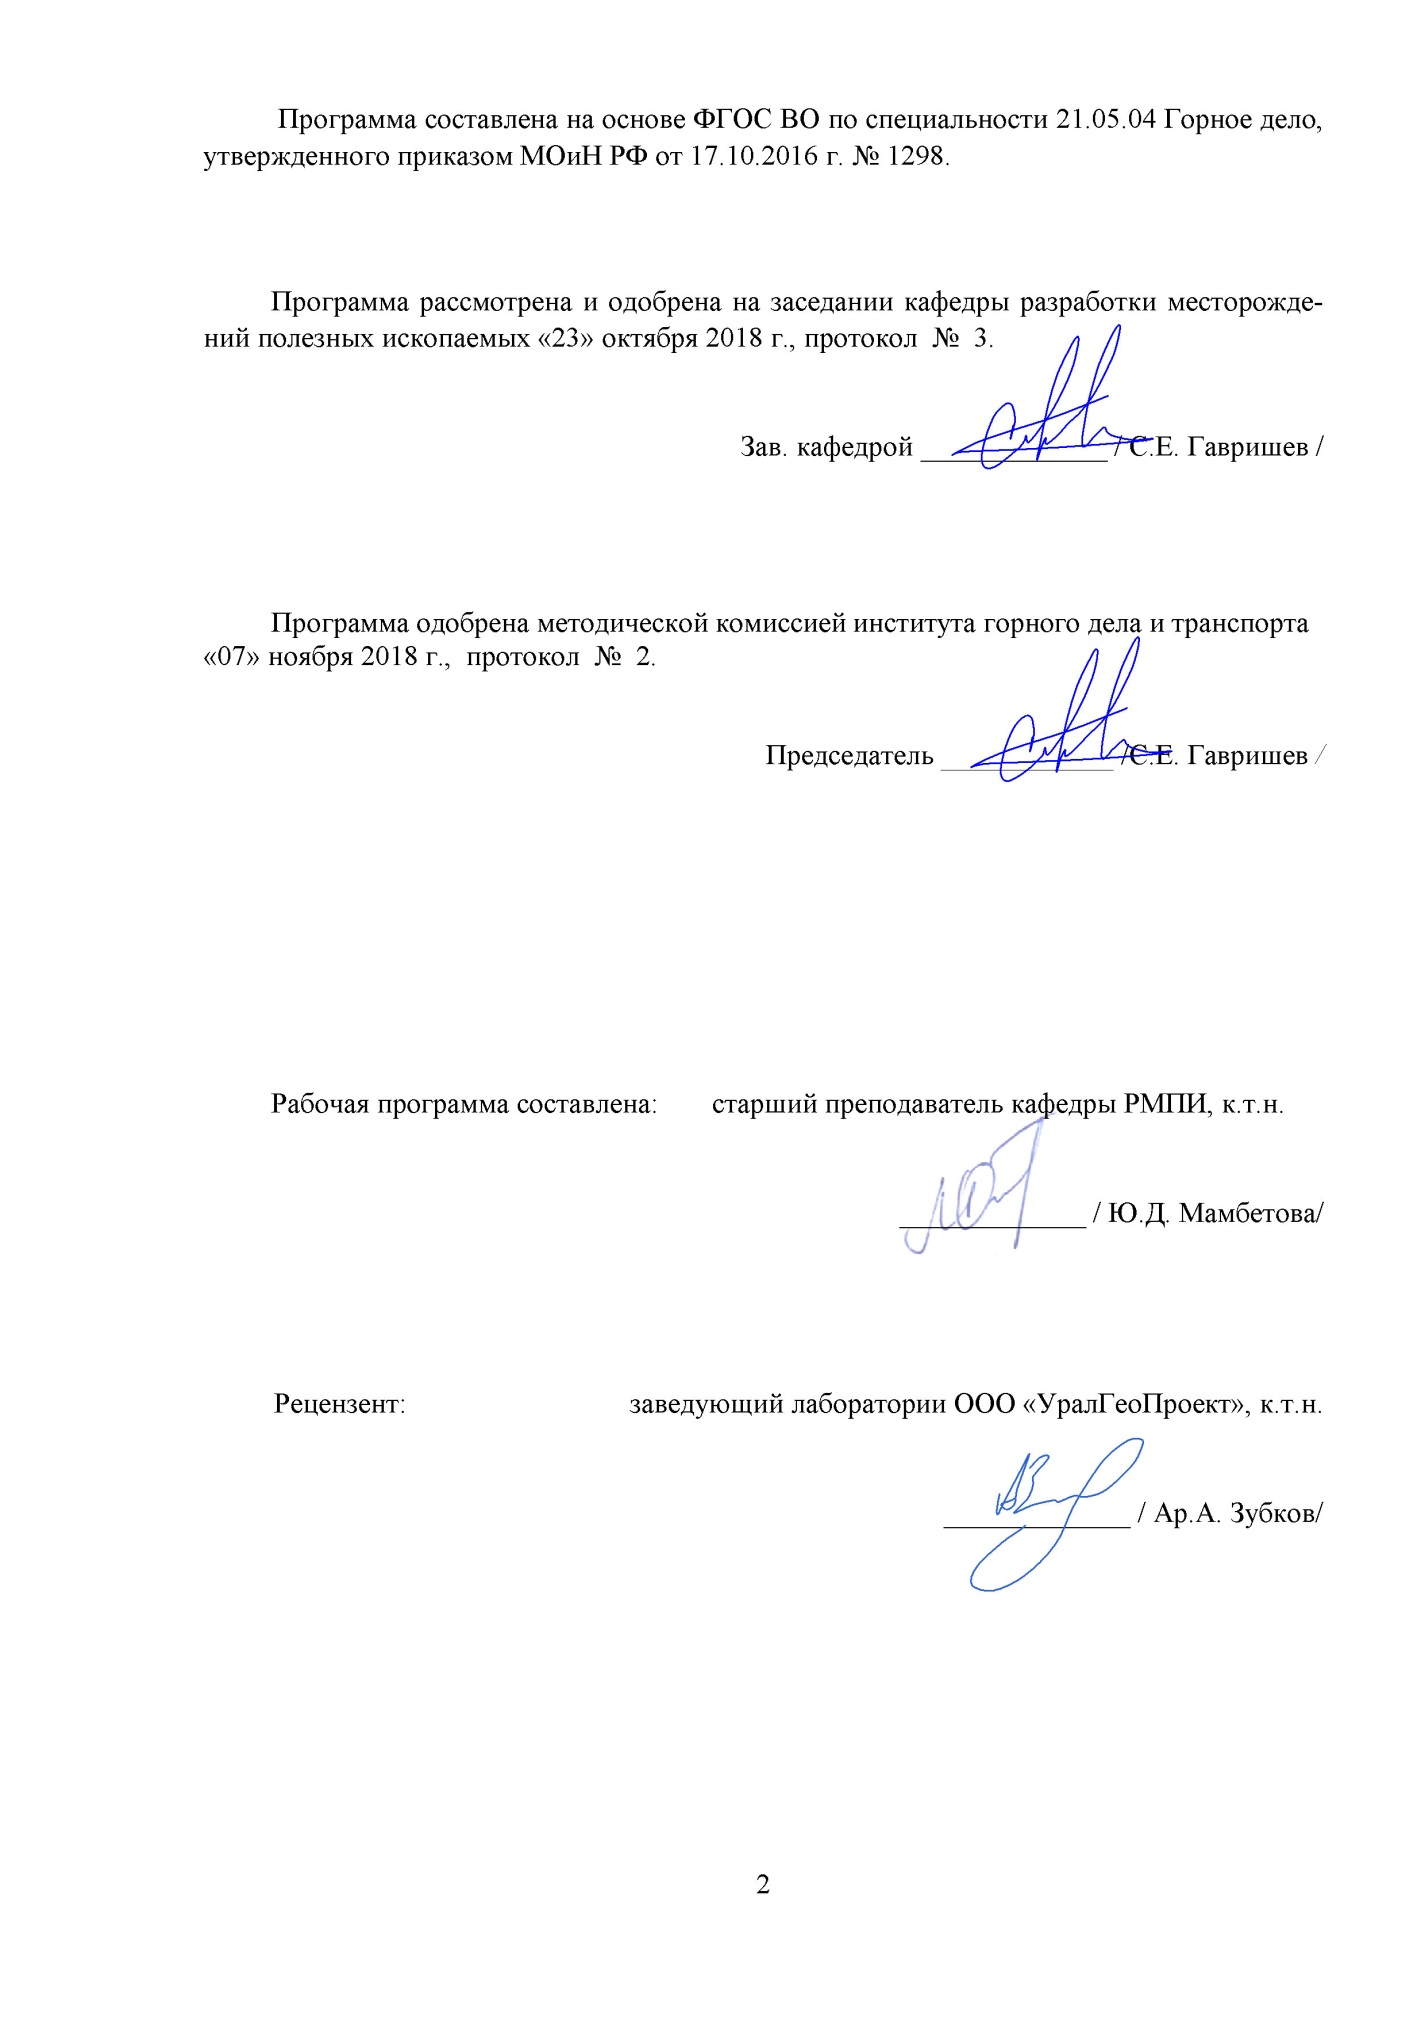 Программа составлена на основе ФГОС ВО по специальности 21.05.04 Горное дело,
утвержденного приказом МОиН РФ от 17.10.2016 г. № 1298.
Программа рассмотрена и одобрена на заседании кафедры разработки месторожде-
ний полезных ископаемых «23» октября 2018 г., протокол № 3.
Зав. кафедрой _____________ / С.Е. Гавришев /
Программа одобрена методической комиссией института горного дела и транспорта
«07» ноября 2018 г., протокол № 2.
Председатель ____________ /С.Е. Гавришев /
Рабочая программа составлена: старший преподаватель кафедры РМПИ, к.т.н.
_____________ / Ю.Д. Мамбетова/
Рецензент: заведующий лаборатории ООО «УралГеоПроект», к.т.н.
_____________ / Ар.А. Зубков/
2